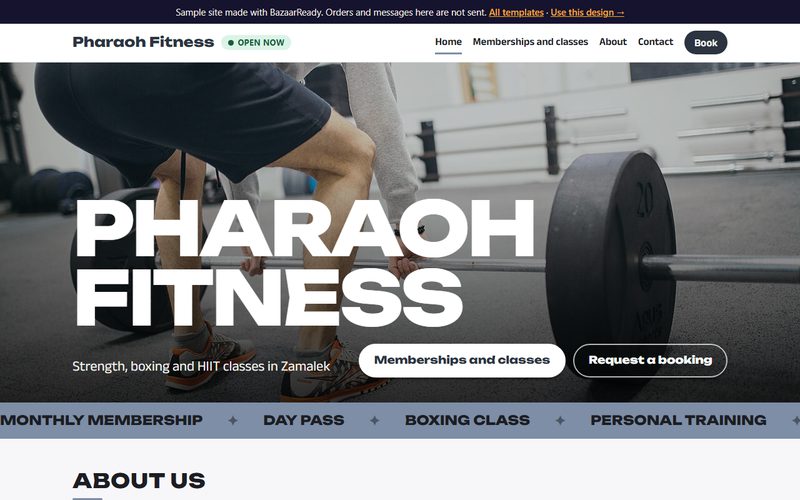 Sample site made with BazaarReady. Orders and messages here are not sent. All templates · Use this design →
Pharaoh Fitness
OPEN NOW
Home
Memberships and classes
About
Contact
Book
PHARAOH
FITNESS
Strength, boxing and HIIT classes in Zamalek
Memberships and classes
Request a booking
MONTHLY MEMBERSHIP ✦ DAY PASS ✦ BOXING CLASS ✦ PERSONAL TRAINING ✦
ABOUT US
20